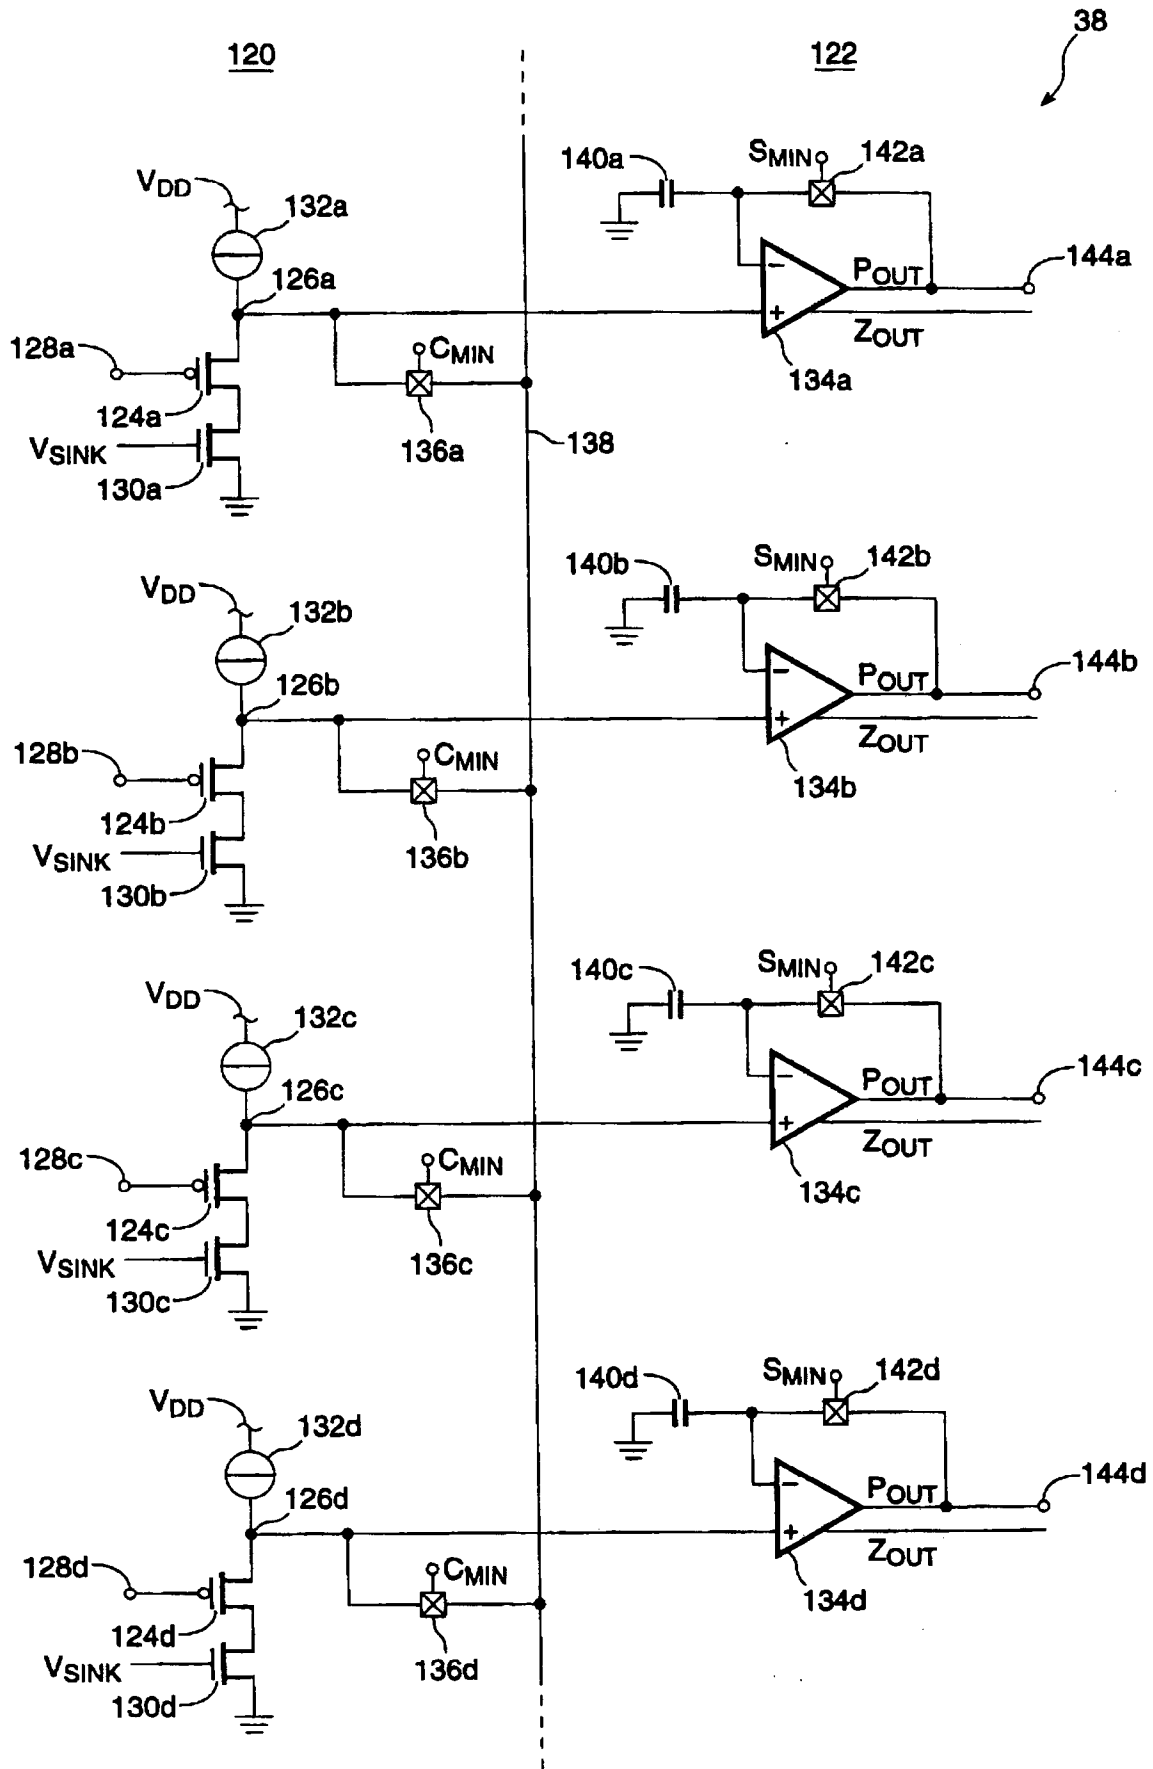 38
120 122
140a SMIN 142a
VDD
132a
126a
POUT 144a
ZOUT
128a
CMIN
134a
124a
VSINK
136a
138
130a
140b SMIN 142b
VDD
132b
126b
POUT 144b
ZOUT
128b
CMIN
134b
124b
VSINK
136b
130b
140c SMIN 142c
VDD
132c
126c
POUT 144c
ZOUT
128c
CMIN
134c
124c
VSINK
136c
130c
140d SMIN 142d
VDD
132d
126d
POUT 144d
ZOUT
128d
CMIN
134d
124d
VSINK
136d
130d